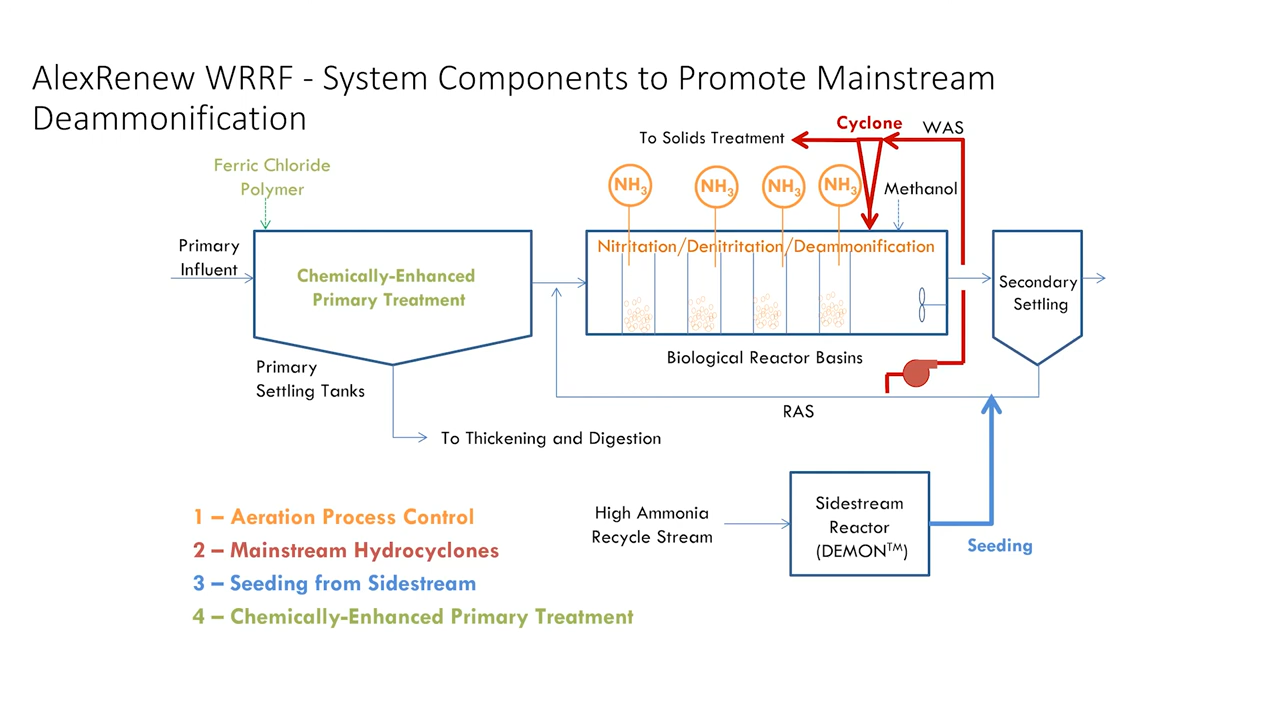 AlexRenew WRRF - System Components to Promote Mainstream
Deammonification
Cyclone
WAS
To Solids Treatment
Ferric Chloride
Polymer
NH3
NH3
NH3
NH3
Methanol
Primary
Influent
Nitritation/Denitritation/Deammonification
Chemically-Enhanced
Primary Treatment
Secondary
Settling
Biological Reactor Basins
Primary
Settling Tanks
RAS
To Thickening and Digestion
1 – Aeration Process Control
2 – Mainstream Hydrocyclones
3 – Seeding from Sidestream
4 – Chemically-Enhanced Primary Treatment
High Ammonia
Recycle Stream
Sidestream
Reactor
(DEMON™)
Seeding